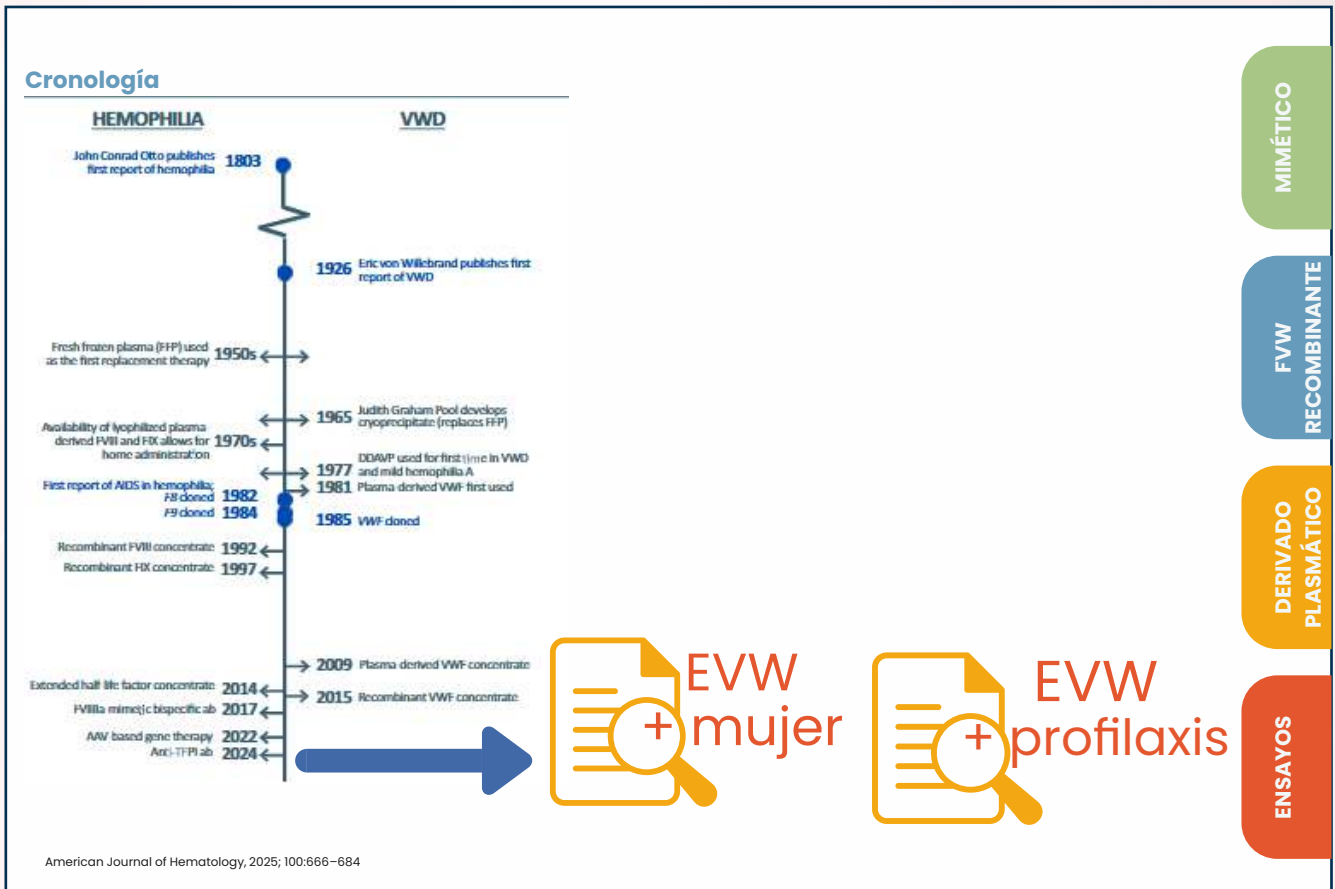 Cronología
HEMOPHILIA
VWD
John Conrad Otto publishes
first report of hemophilia
1803
1926
Eric von Willebrand publishes first
report of VWD
Fresh frozen plasma (FFP) used
as the first replacement therapy
1950s
1965
Judith Graham Pool develops
cryoprecipitate (replaces FFP)
Availability of lyophilized plasma
derived FVIII and FIX allows for
home administration
1970s
1977
DDAVP used for first time in VWD
and mild hemophilia A
1981
Plasma derived VWF first used
First report of AIDS in hemophilia;
F8 cloned
1982
F9 cloned
1984
1985
VWF cloned
Recombinant FVIII concentrate
1992
Recombinant FIX concentrate
1997
2009
Plasma derived VWF concentrate
Extended half life factor concentrate
2014
2015
Recombinant VWF concentrate
FVIIIa mimetic bispecific ab
2017
AAV based gene therapy
2022
Anti-TFPI ab
2024
+
EVW
mujer
+
EVW
profilaxis
MIMÉTICO
FVW
RECOMBINANTE
DERIVADO
PLASMÁTICO
ENSAYOS
American Journal of Hematology, 2025; 100:666–684